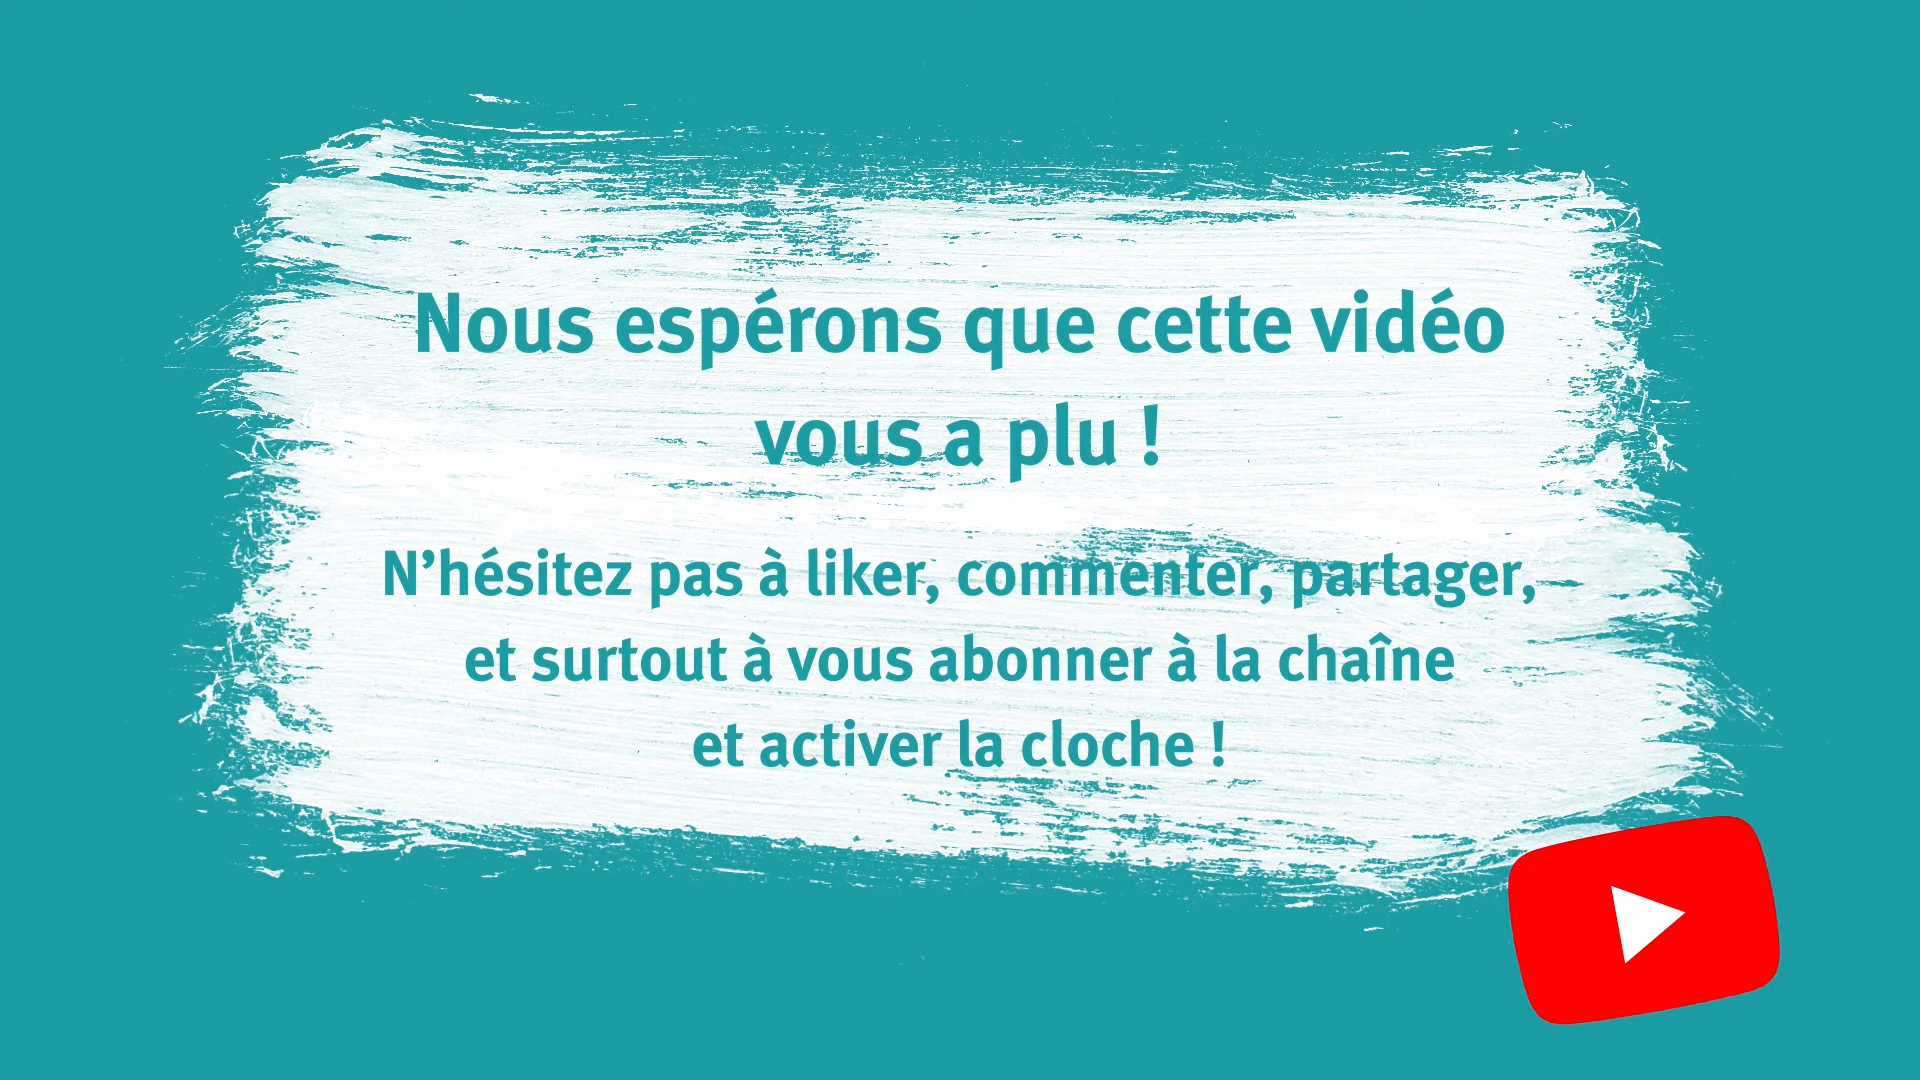 Nous espérons que cette vidéo
vous a plu !
N’hésitez pas à liker, commenter, partager,
et surtout à vous abonner à la chaîne
et activer la cloche !